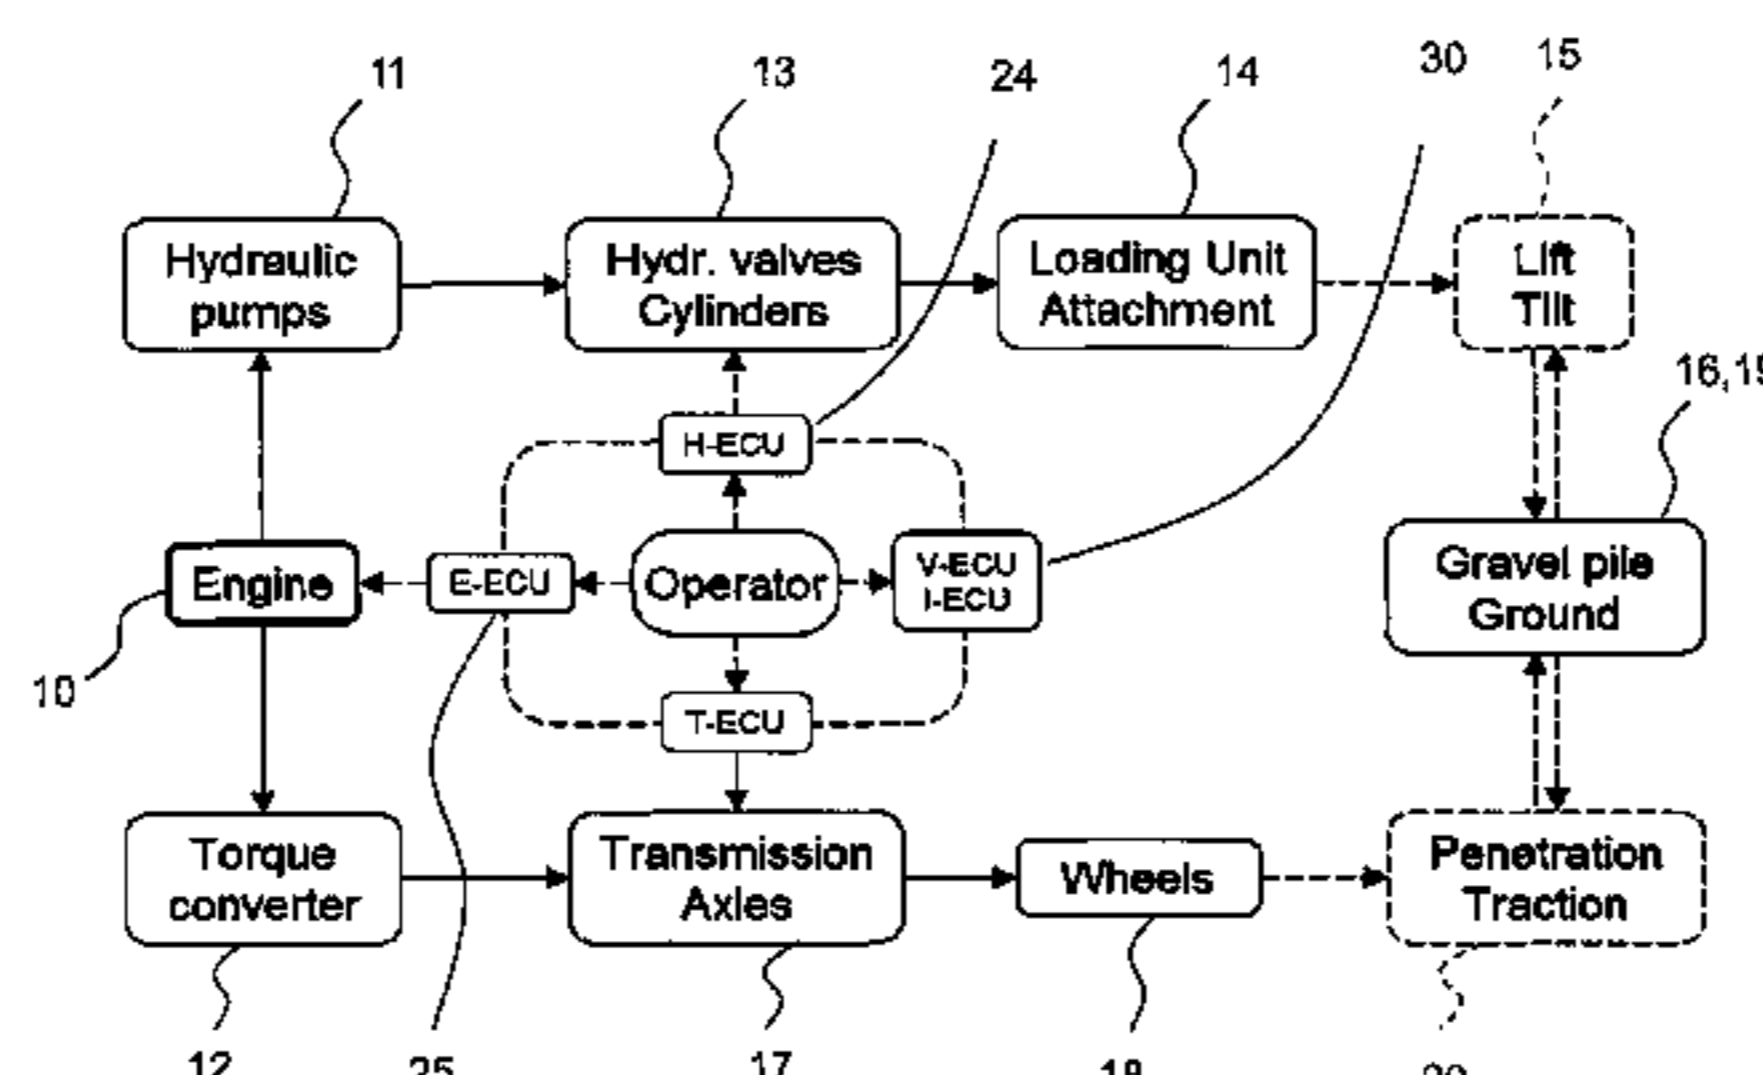 11
13
24
14
30
15
Hydraulic
pumps
Hydr. valves
Cylinders
Loading Unit
Attachment
Lift
Tilt
16,19
H-ECU
Engine
E-ECU
Operator
V-ECU
I-ECU
Gravel pile
Ground
10
T-ECU
Torque
converter
Transmission
Axles
Wheels
Penetration
Traction
12
25
17
18